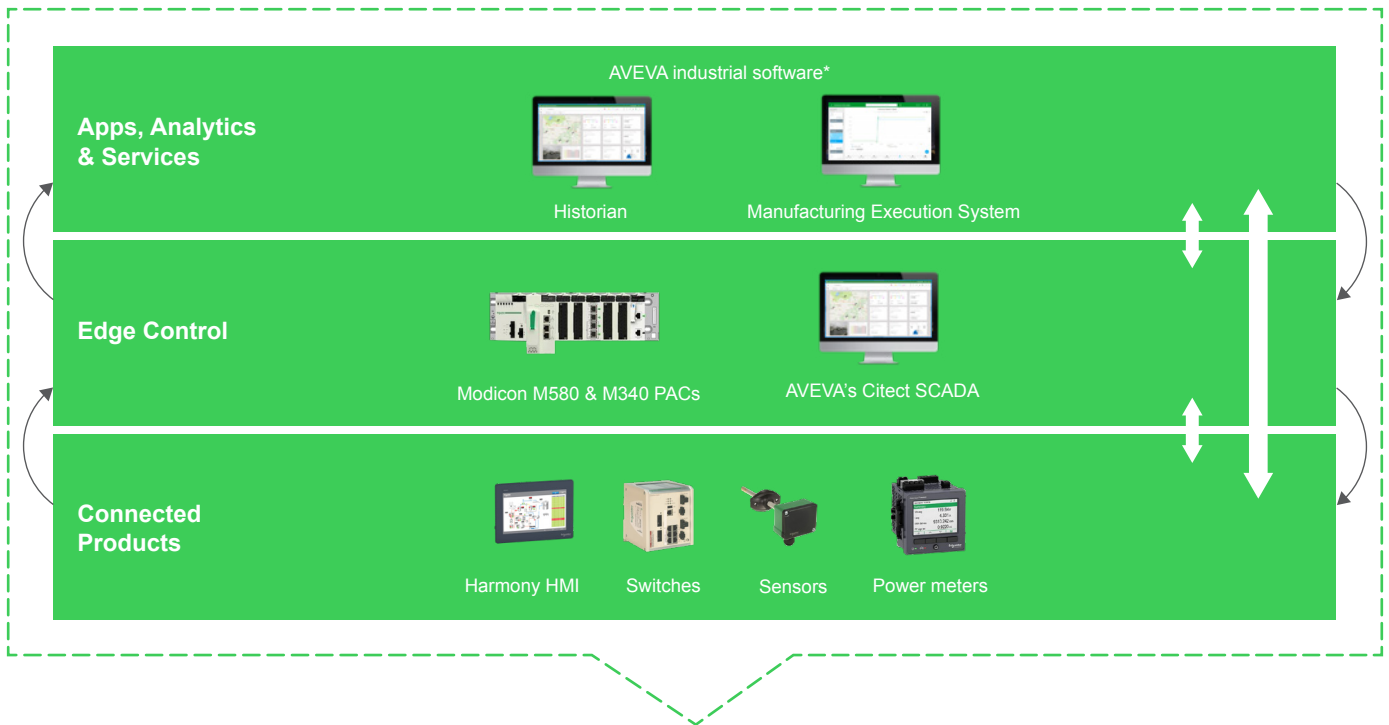 AVEVA industrial software*
Apps, Analytics
& Services
Historian
Manufacturing Execution System
Edge Control
Modicon M580 & M340 PACs
AVEVA's Citect SCADA
Connected
Products
Harmony HMI
Switches
Sensors
Power meters